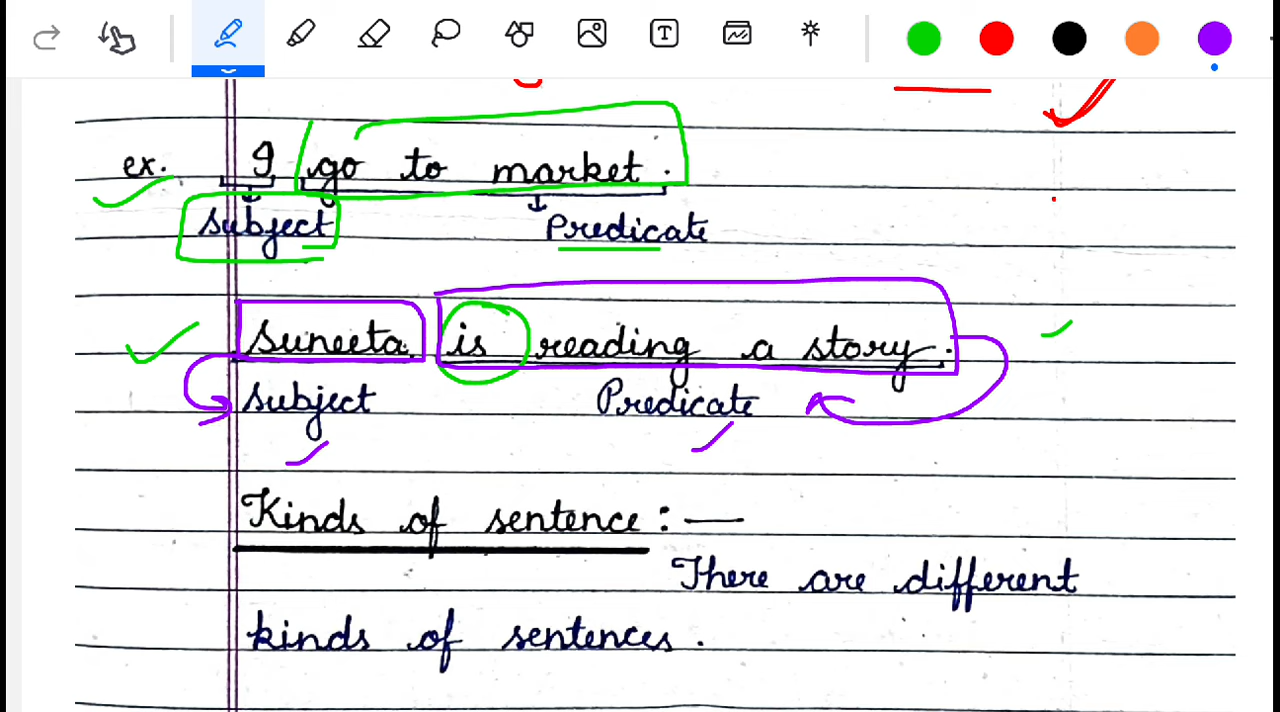 ex. I go to market.
subject Predicate
Suneeta is reading a story.
subject Predicate
Kinds of sentence : —
There are different
kinds of sentences.